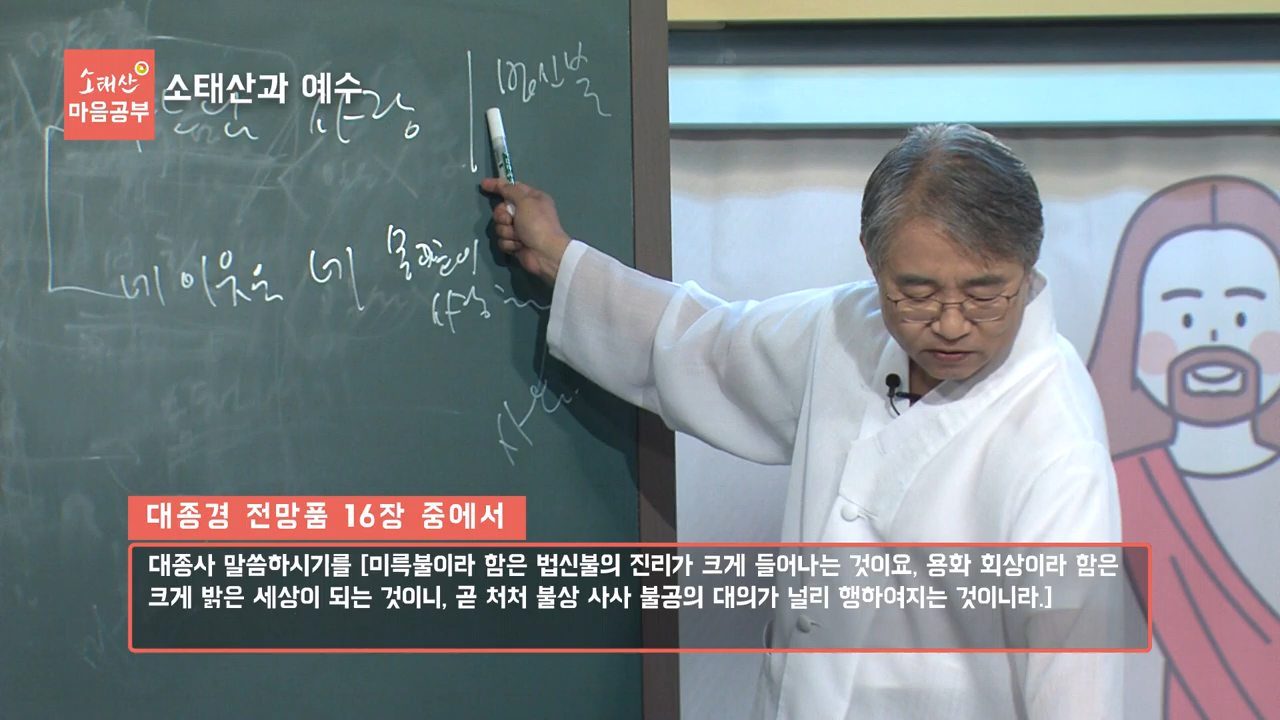 소태산
마음공부
소태산과 예수
사랑
법신불
네 이웃을 네 몸과같이
사랑
대종경 전망품 16장 중에서
대종사 말씀하시기를 [미륵불이라 함은 법신불의 진리가 크게 들어나는 것이요, 용화 회상이라 함은
크게 밝은 세상이 되는 것이니, 곧 처처 불상 사사 불공의 대의가 널리 행하여지는 것이니라.]